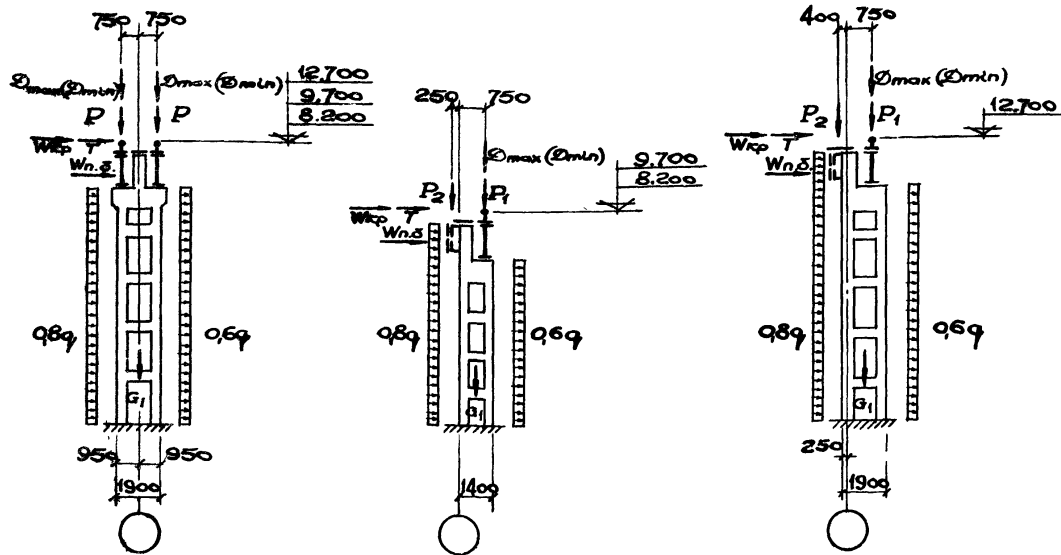 750 750
𝒟max(𝒟min) 𝒟max(𝒟min)
P P
12.700
9.700
8.200
Wкр T
Wп.б
0,8q 0,6q
G1
950 950
1900
250 750
𝒟max(𝒟min)
P2 P1
9.700
8.200
Wкр T
Wп.б
0,8q 0,6q
G1
1400
400 750
𝒟max(𝒟min)
P2 P1
12.700
Wкр T
Wп.б
0,8q 0,6q
G1
250
1900